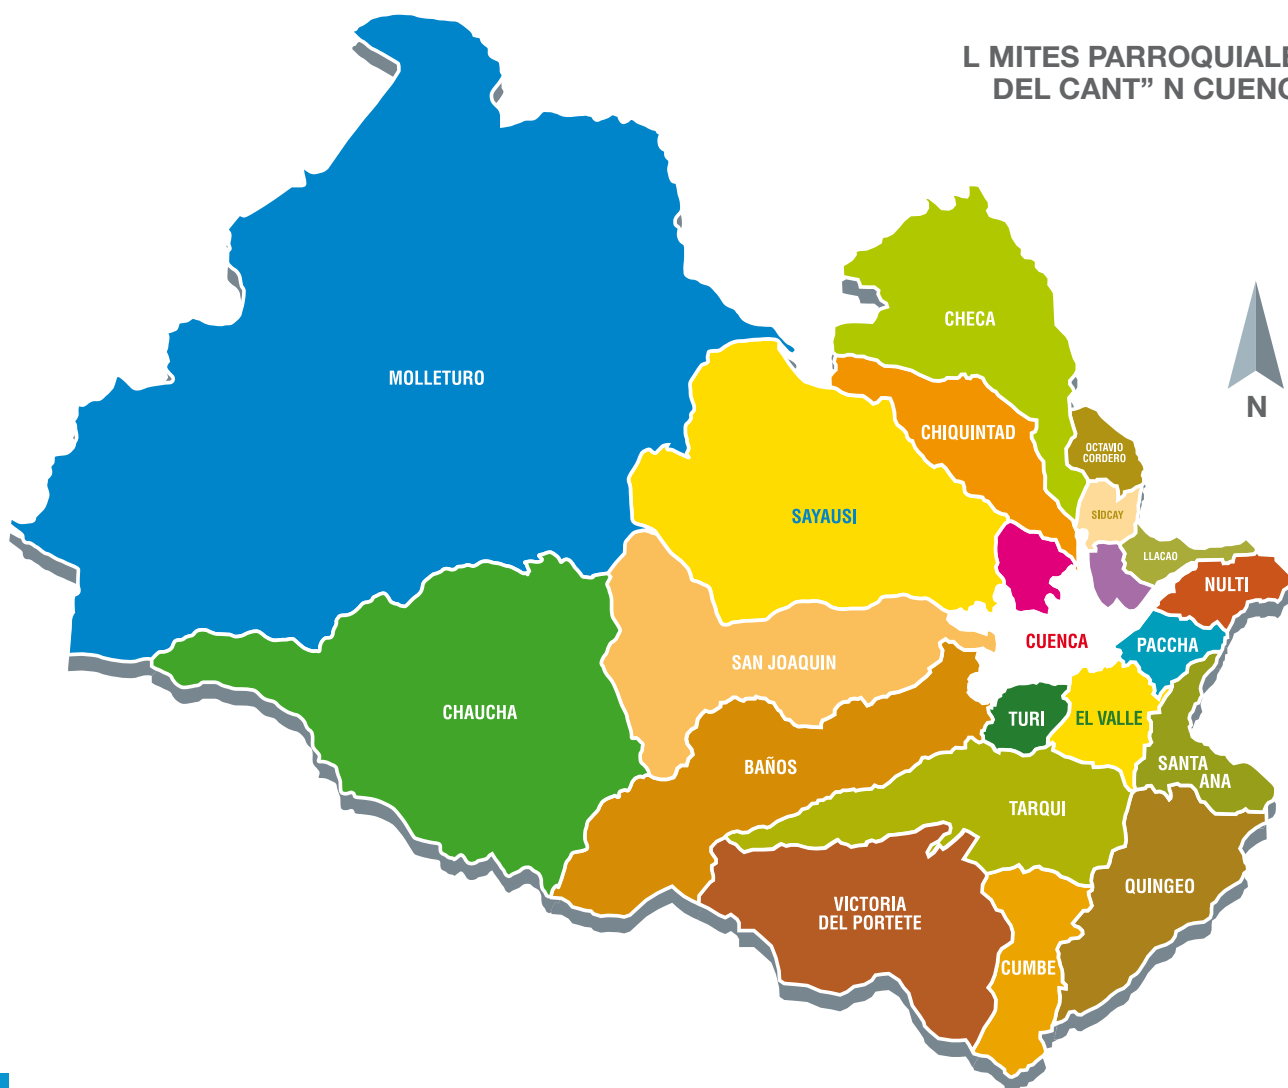 L MITES PARROQUIALE
DEL CANT” N CUENC
CHECA
MOLLETURO
N
CHIQUINTAD
OCTAVIO
CORDERO
SAYAUSI
SIDCAY
LLACAO
NULTI
CUENCA
PACCHA
SAN JOAQUIN
CHAUCHA
TURI
EL VALLE
BAÑOS
SANTA
ANA
TARQUI
QUINGEO
VICTORIA
DEL PORTETE
CUMBE